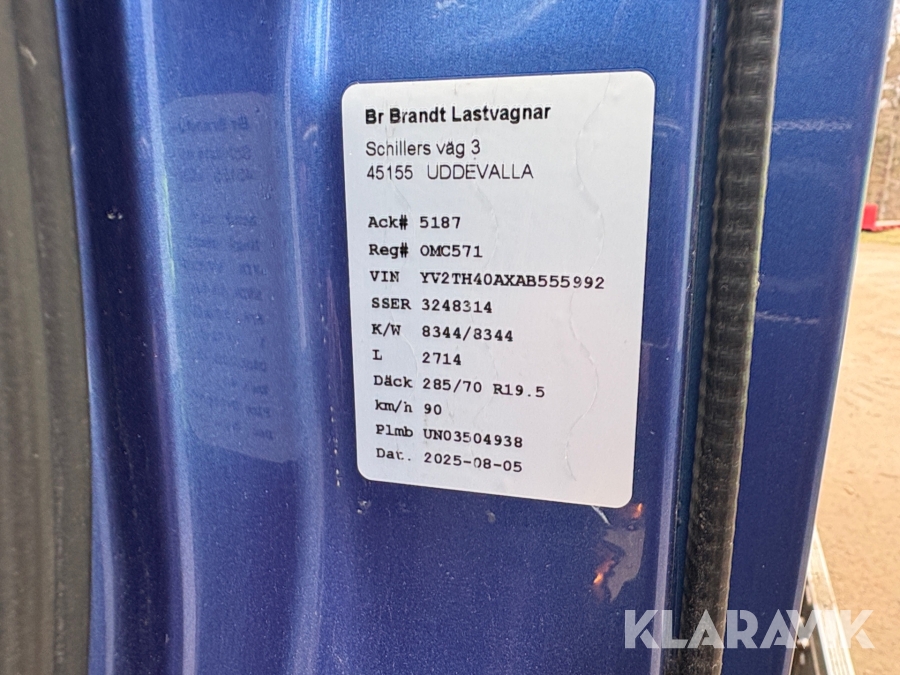 Br Brandt Lastvagnar
Schillers väg 3
45155 UDDEVALLA
Ack# 5187
Reg# OMC571
VIN YV2TH40AXAB555992
SSER 3248314
K/W 8344/8344
L 2714
Däck 285/70 R19.5
km/h 90
Plmb UN03504938
Dat. 2025-08-05
KLARAVIK